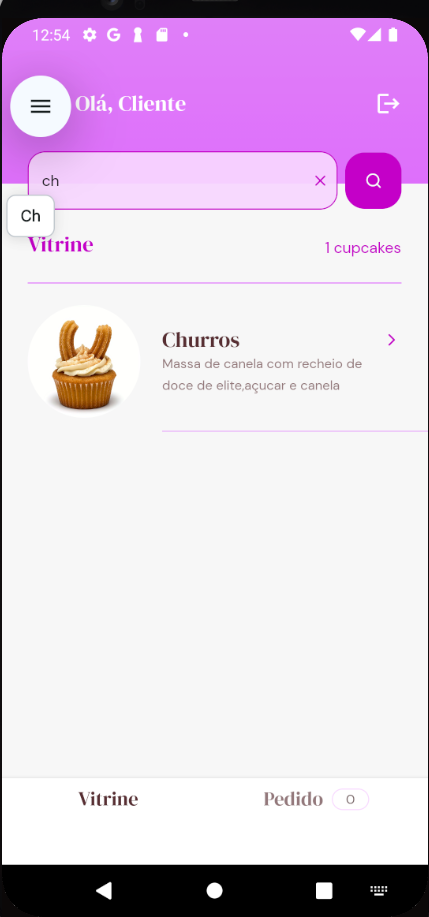 12:54
Olá, Cliente
ch
Ch
Vitrine
1 cupcakes
Churros
Massa de canela com recheio de
doce de elite,açucar e canela
Vitrine
Pedido 0